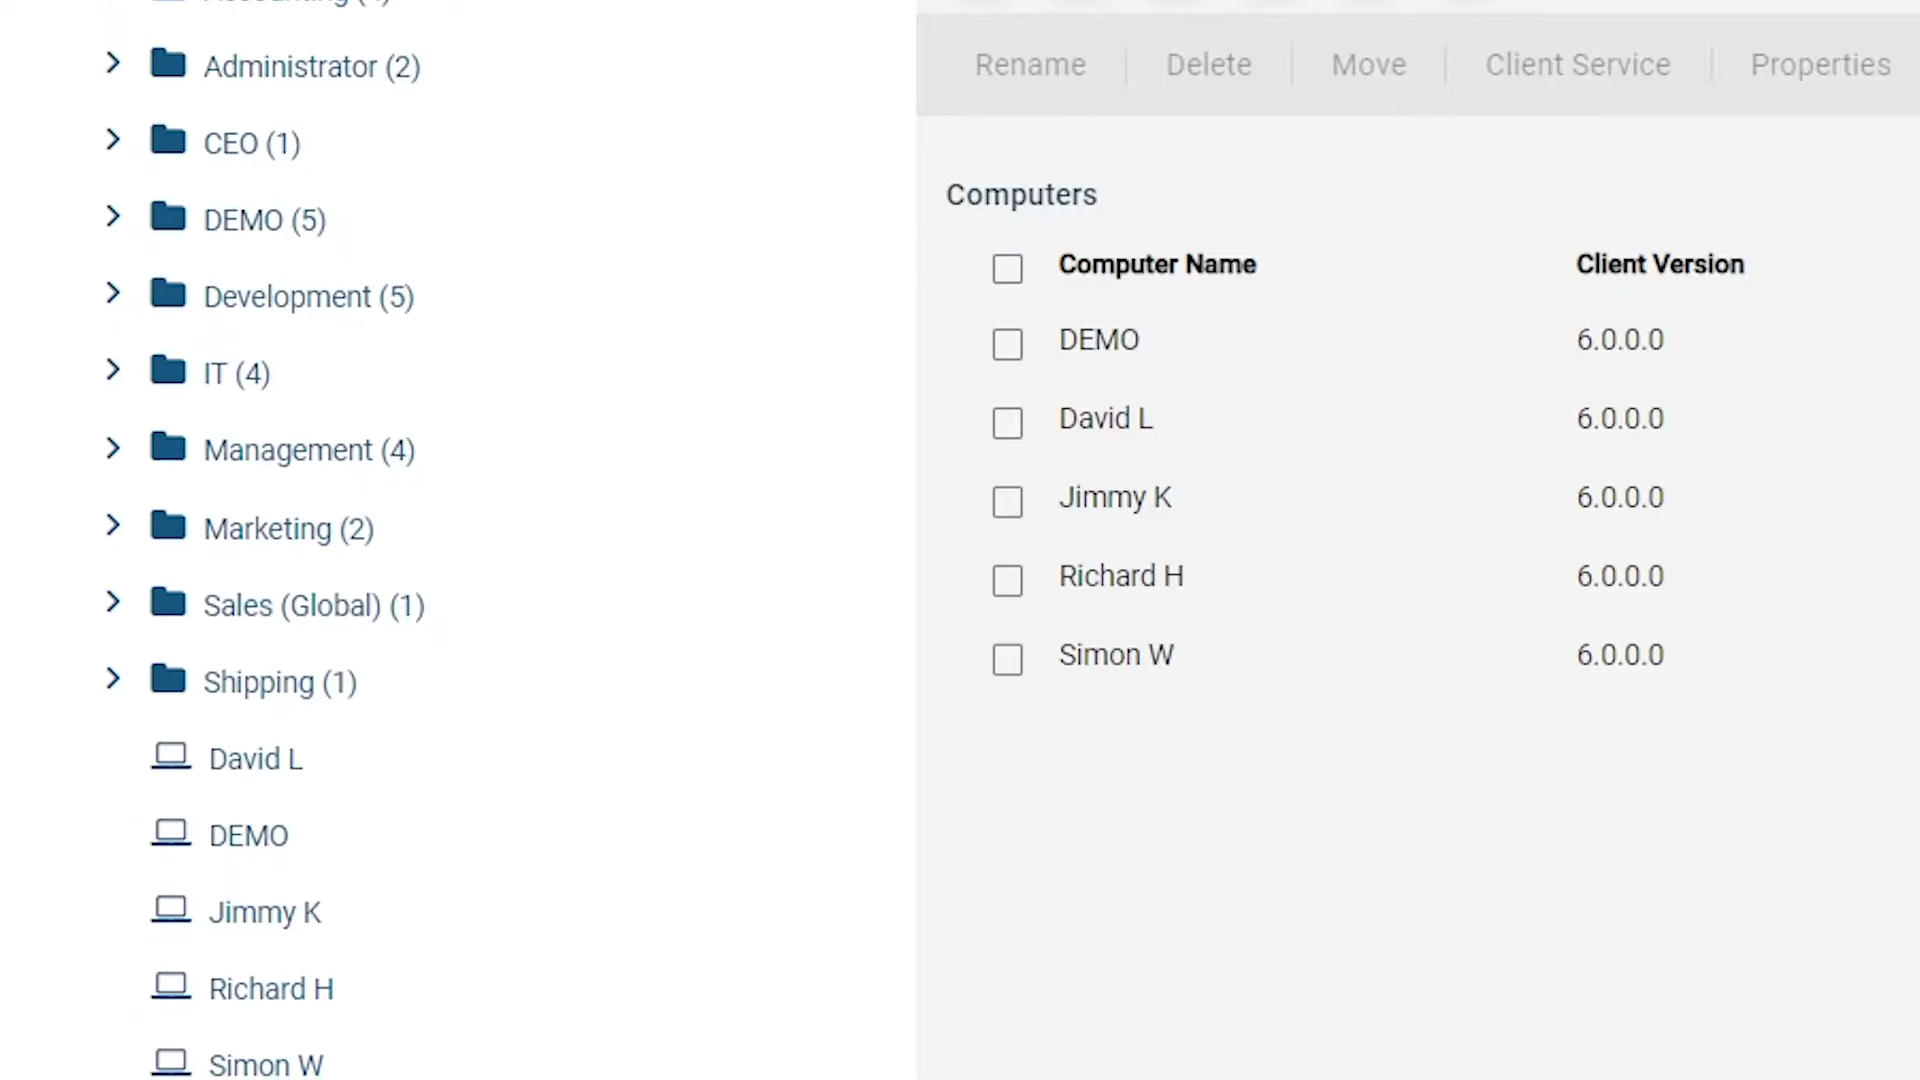 Accounting (4)
Administrator (2)
CEO (1)
DEMO (5)
Development (5)
IT (4)
Management (4)
Marketing (2)
Sales (Global) (1)
Shipping (1)
David L
DEMO
Jimmy K
Richard H
Simon W
Rename
Delete
Move
Client Service
Properties
Computers
Computer Name Client Version
DEMO 6.0.0.0
David L 6.0.0.0
Jimmy K 6.0.0.0
Richard H 6.0.0.0
Simon W 6.0.0.0